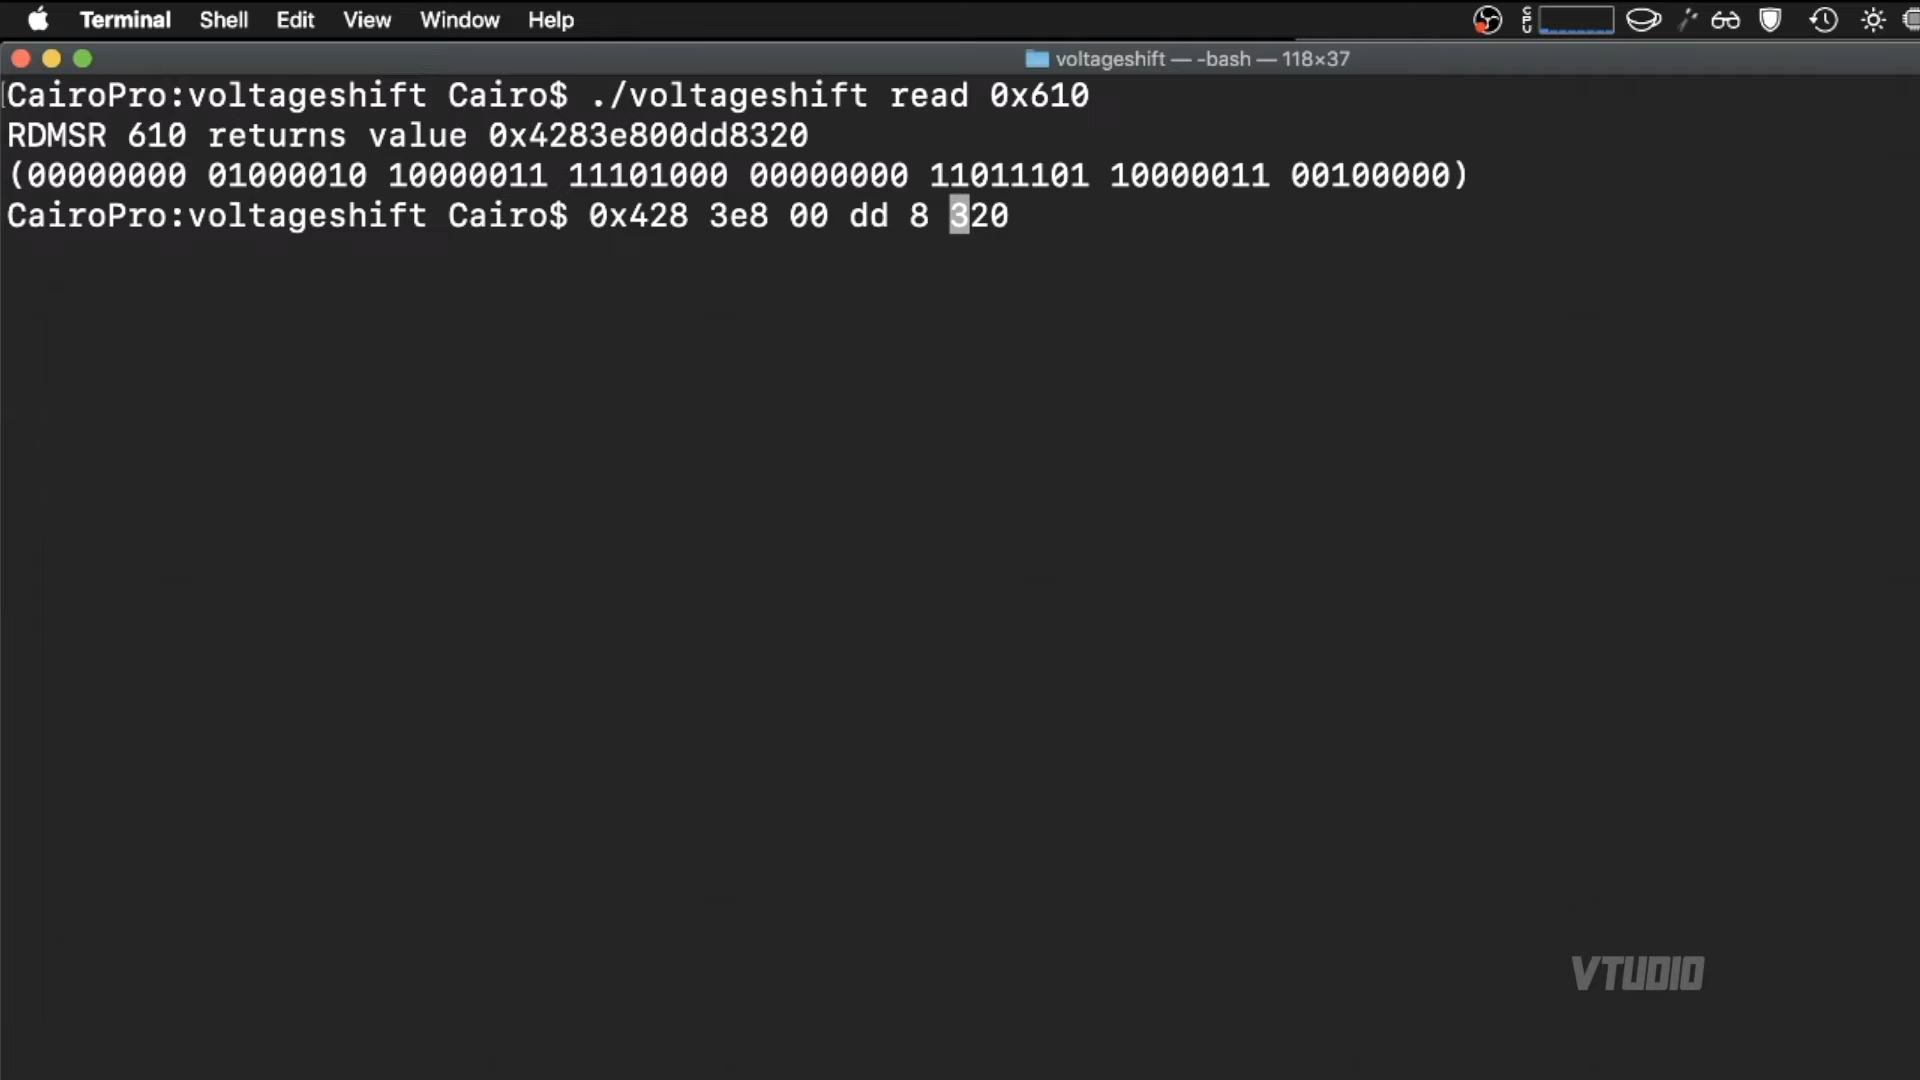 Terminal Shell Edit View Window Help
CPU
voltageshift — -bash — 118×37
CairoPro:voltageshift Cairo$ ./voltageshift read 0x610
RDMSR 610 returns value 0x4283e800dd8320
(00000000 01000010 10000011 11101000 00000000 11011101 10000011 00100000)
CairoPro:voltageshift Cairo$ 0x428 3e8 00 dd 8 320
VTUDIO